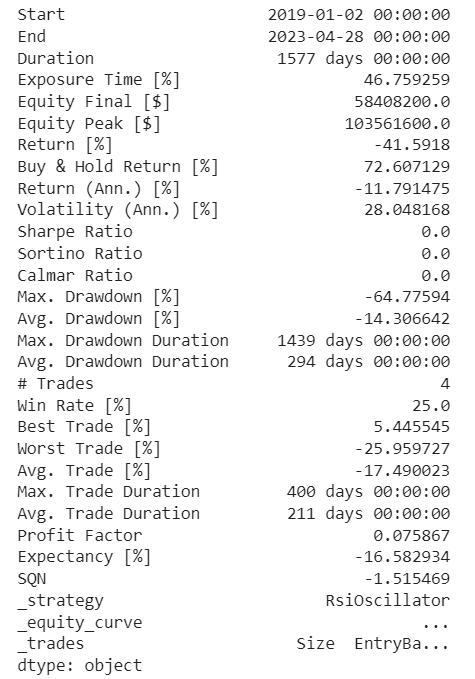 Start 2019-01-02 00:00:00
End 2023-04-28 00:00:00
Duration 1577 days 00:00:00
Exposure Time [%] 46.759259
Equity Final [$] 58408200.0
Equity Peak [$] 103561600.0
Return [%] -41.5918
Buy & Hold Return [%] 72.607129
Return (Ann.) [%] -11.791475
Volatility (Ann.) [%] 28.048168
Sharpe Ratio 0.0
Sortino Ratio 0.0
Calmar Ratio 0.0
Max. Drawdown [%] -64.77594
Avg. Drawdown [%] -14.306642
Max. Drawdown Duration 1439 days 00:00:00
Avg. Drawdown Duration 294 days 00:00:00
# Trades 4
Win Rate [%] 25.0
Best Trade [%] 5.445545
Worst Trade [%] -25.959727
Avg. Trade [%] -17.490023
Max. Trade Duration 400 days 00:00:00
Avg. Trade Duration 211 days 00:00:00
Profit Factor 0.075867
Expectancy [%] -16.582934
SQN -1.515469
_strategy RsiOscillator
_equity_curve ...
_trades Size EntryBa...
dtype: object